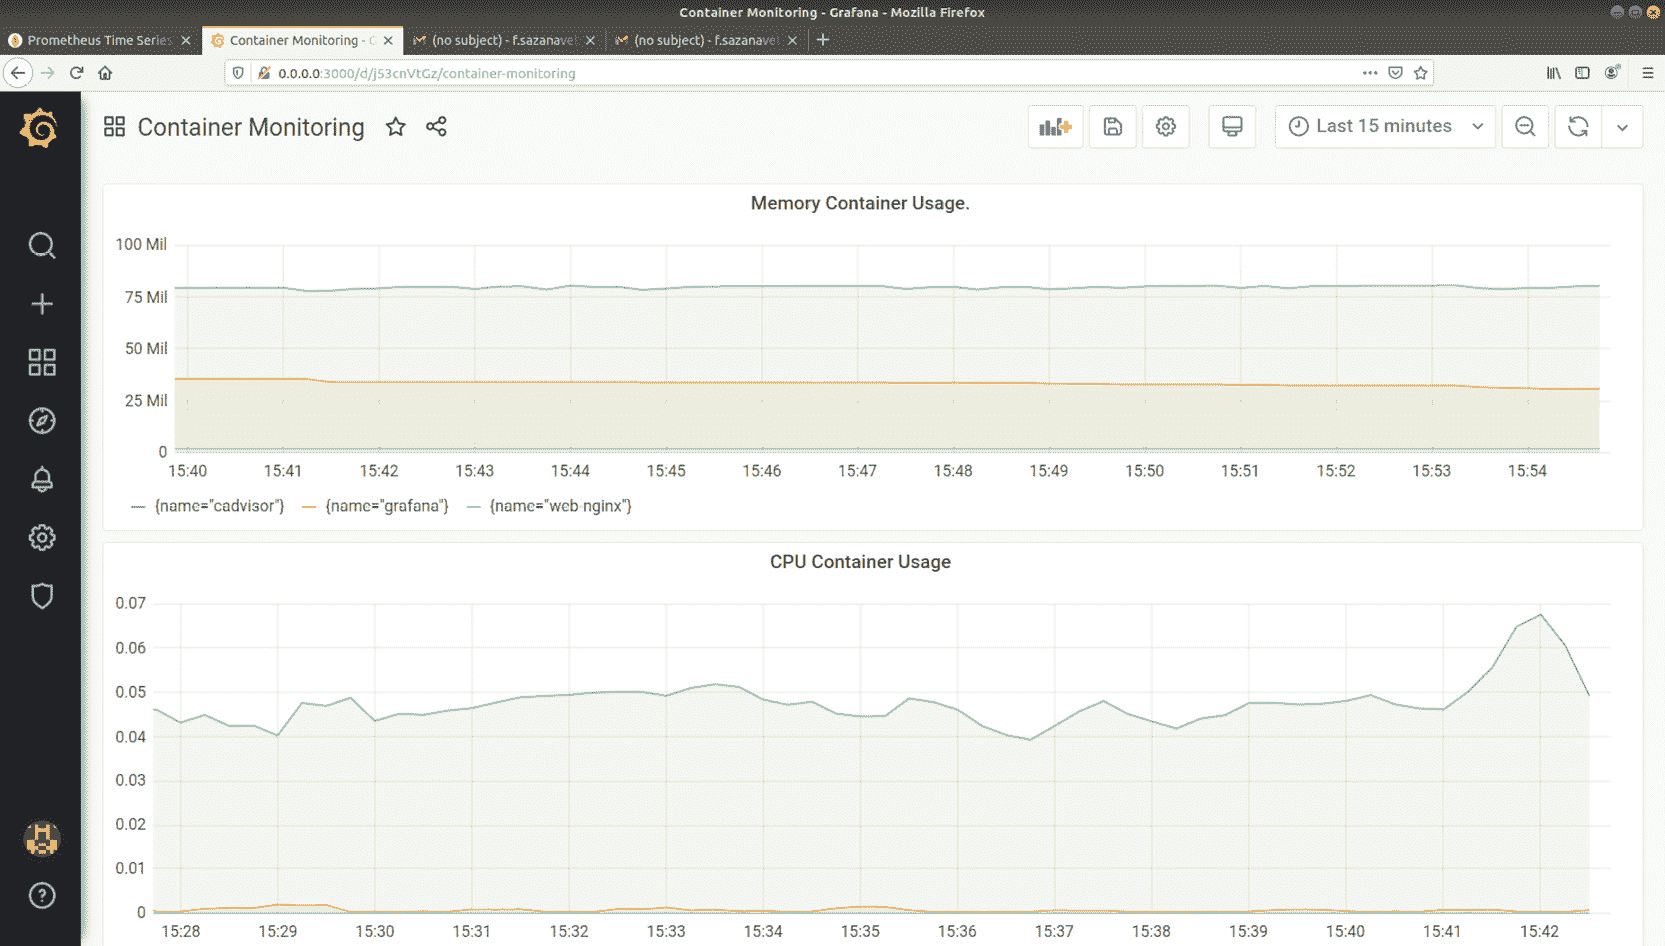 Container Monitoring - Grafana - Mozilla Firefox
Prometheus Time Series
Container Monitoring - G
(no subject) - f.sazanavet
(no subject) - f.sazanavet
0.0.0.0:3000/d/j53cnVtGz/container-monitoring
Container Monitoring
Last 15 minutes
Memory Container Usage.
100 Mil
75 Mil
50 Mil
25 Mil
0
15:40 15:41 15:42 15:43 15:44 15:45 15:46 15:47 15:48 15:49 15:50 15:51 15:52 15:53 15:54
{name="cadvisor"} {name="grafana"} {name="web-nginx"}
CPU Container Usage
0.07
0.06
0.05
0.04
0.03
0.02
0.01
0
15:28 15:29 15:30 15:31 15:32 15:33 15:34 15:35 15:36 15:37 15:38 15:39 15:40 15:41 15:42